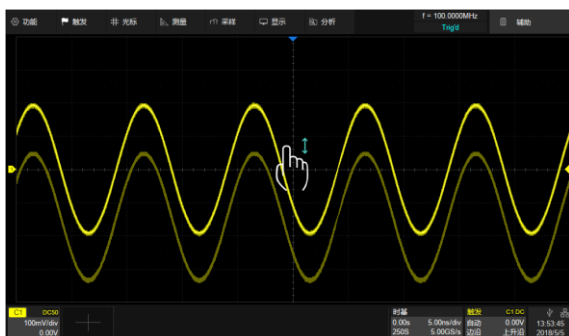 功能 触发 光标 测量 采样 显示 分析 f = 100.0000MHz 辅助
Trig'd
C1 DC50 时基 触发 C1 DC
100mV/div 0.00s 5.00ns/div 自动 0.00V 13:53:45
0.00V 250S 5.00GS/s 边沿 上升沿 2018/5/5